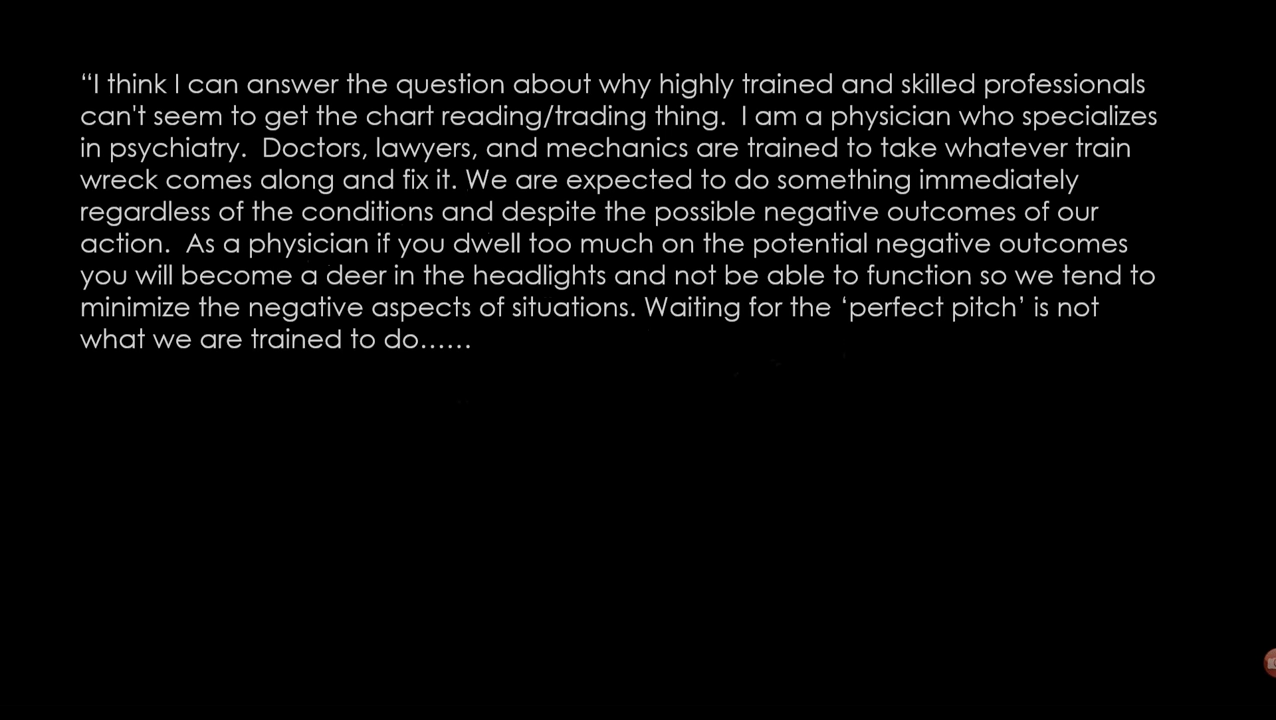 “I think I can answer the question about why highly trained and skilled professionals
can't seem to get the chart reading/trading thing.  I am a physician who specializes
in psychiatry.  Doctors, lawyers, and mechanics are trained to take whatever train
wreck comes along and fix it. We are expected to do something immediately
regardless of the conditions and despite the possible negative outcomes of our
action.  As a physician if you dwell too much on the potential negative outcomes
you will become a deer in the headlights and not be able to function so we tend to
minimize the negative aspects of situations. Waiting for the ‘perfect pitch’ is not
what we are trained to do……